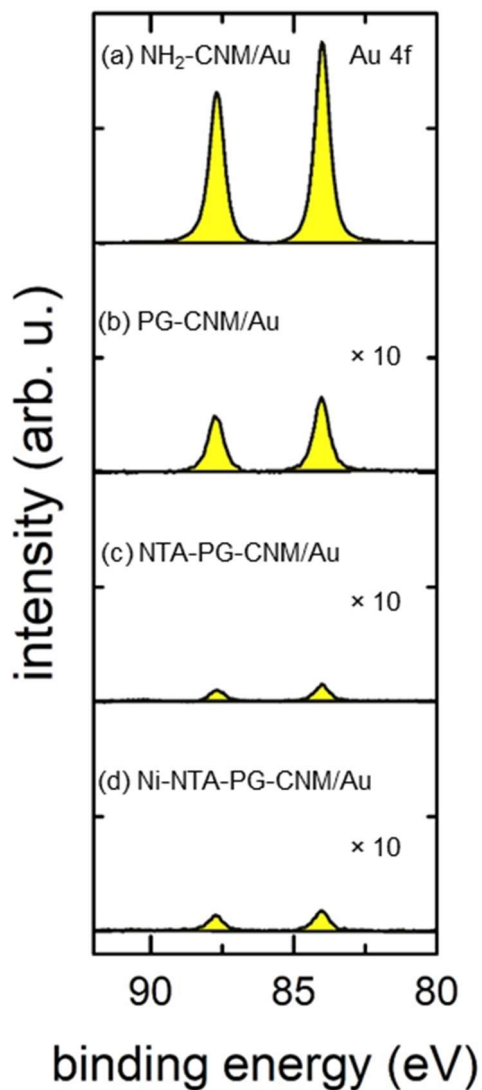 (a) NH₂-CNM/Au Au 4f
(b) PG-CNM/Au
× 10
(c) NTA-PG-CNM/Au
× 10
(d) Ni-NTA-PG-CNM/Au
× 10
intensity (arb. u.)
90 85 80
binding energy (eV)